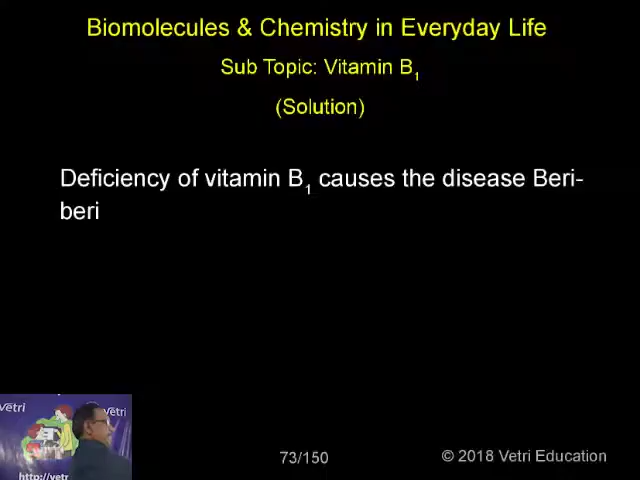 Biomolecules & Chemistry in Everyday Life
Sub Topic: Vitamin B₁
(Solution)
Deficiency of vitamin B₁ causes the disease Beri-
beri
Vetri
Vetri
http://vetr
73/150
© 2018 Vetri Education